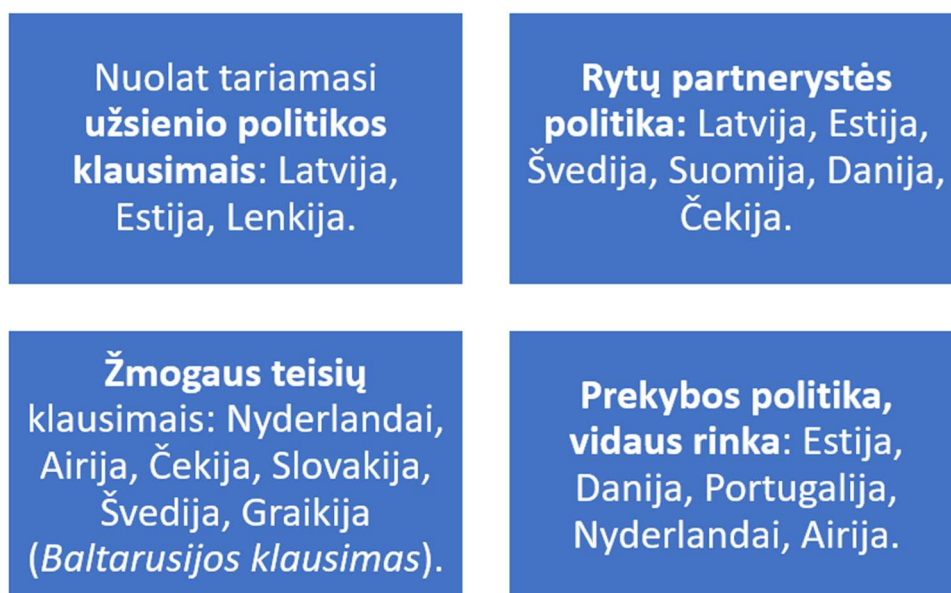 Nuolat tariamasi
užsienio politikos
klausimais: Latvija,
Estija, Lenkija.
Rytų partnerystės
politika: Latvija, Estija,
Švedija, Suomija, Danija,
Čekija.
Žmogaus teisių
klausimais: Nyderlandai,
Airija, Čekija, Slovakija,
Švedija, Graikija
(Baltarusijos klausimas).
Prekybos politika,
vidaus rinka: Estija,
Danija, Portugalija,
Nyderlandai, Airija.